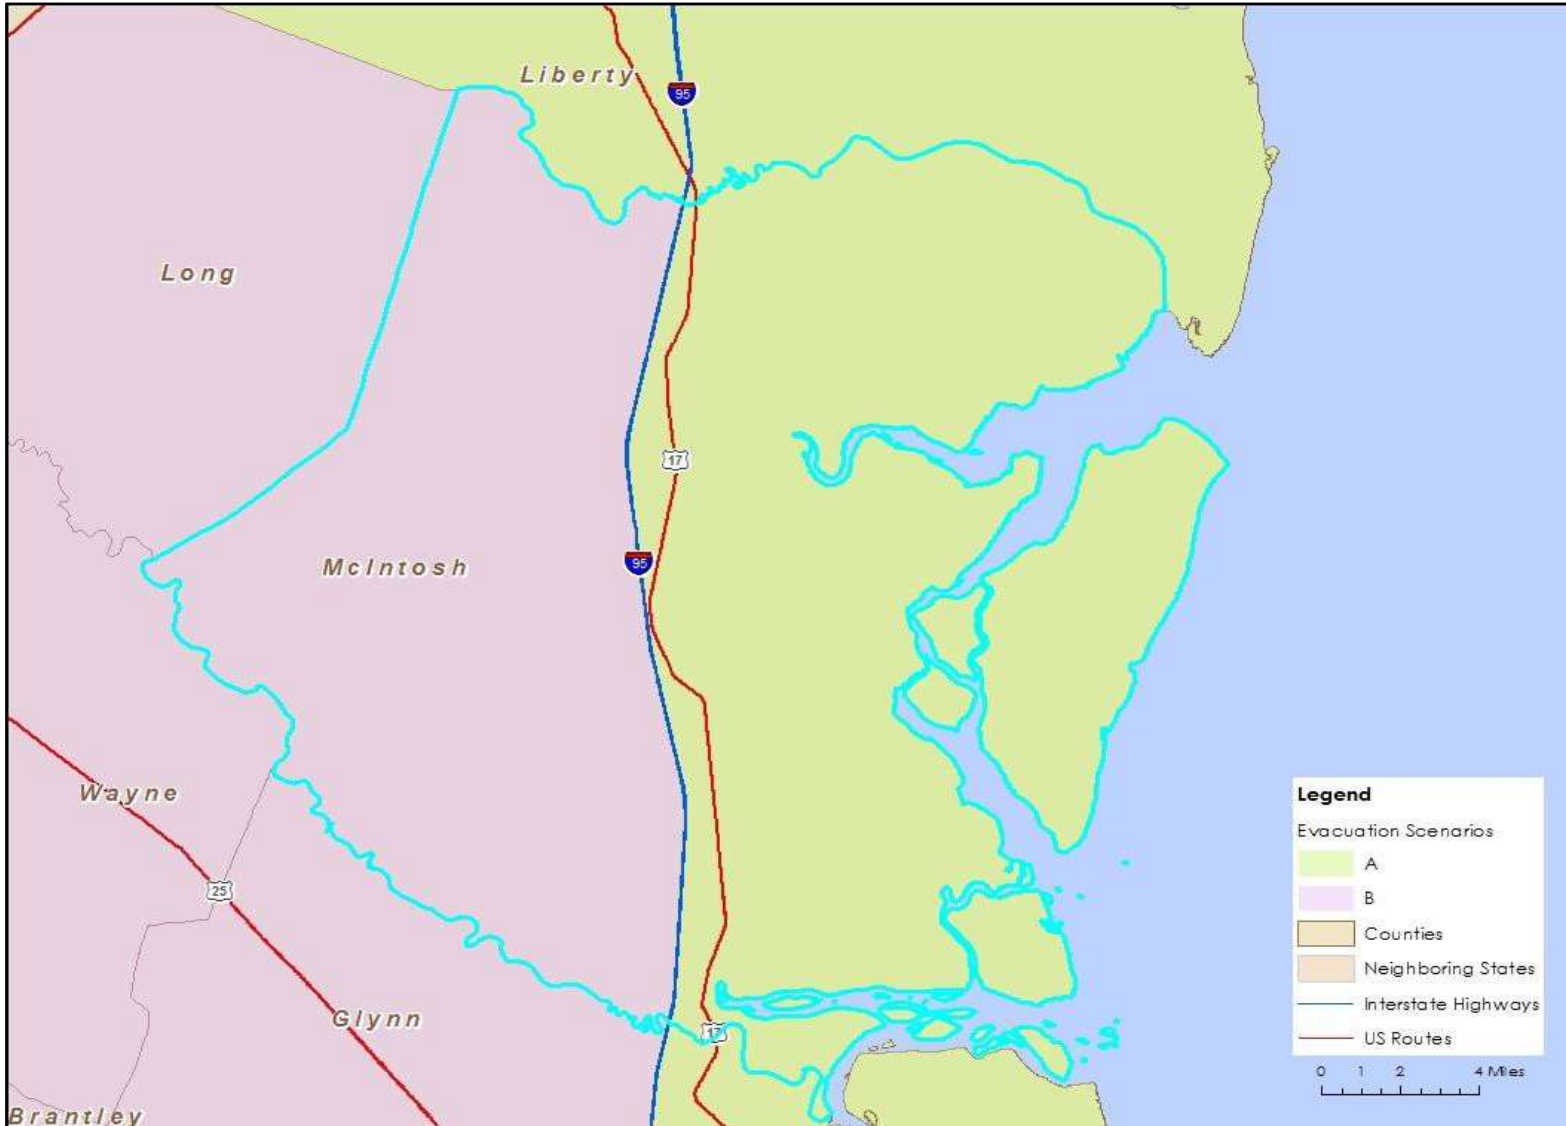 Liberty
95
Long
17
95
McIntosh
Wayne
25
Glynn
17
Brantley
Legend
Evacuation Scenarios
A
B
Counties
Neighboring States
Interstate Highways
US Routes
0 1 2 4 Miles